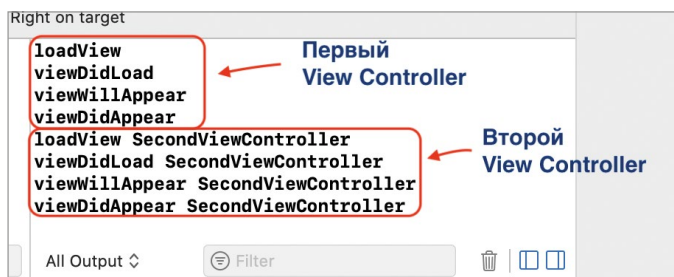 Right on target
loadView
viewDidLoad
viewWillAppear
viewDidAppear
Первый
View Controller
loadView SecondViewController
viewDidLoad SecondViewController
viewWillAppear SecondViewController
viewDidAppear SecondViewController
Второй
View Controller
All Output
Filter